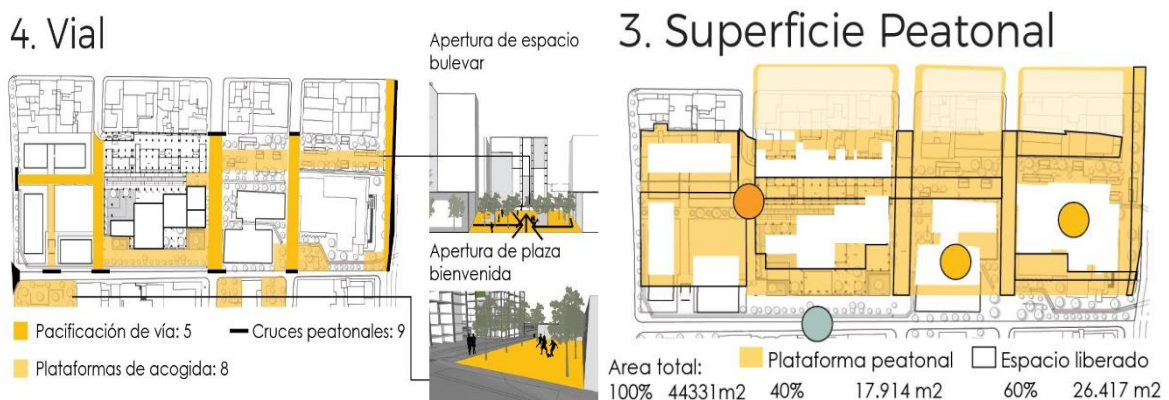 4. Vial
Apertura de espacio
bulevar
Apertura de plaza
bienvenida
Pacificación de vía: 5
Cruces peatonales: 9
Plataformas de acogida: 8
3. Superficie Peatonal
Area total:
Plataforma peatonal
Espacio liberado
100% 44331m2 40% 17.914 m2 60% 26.417 m2